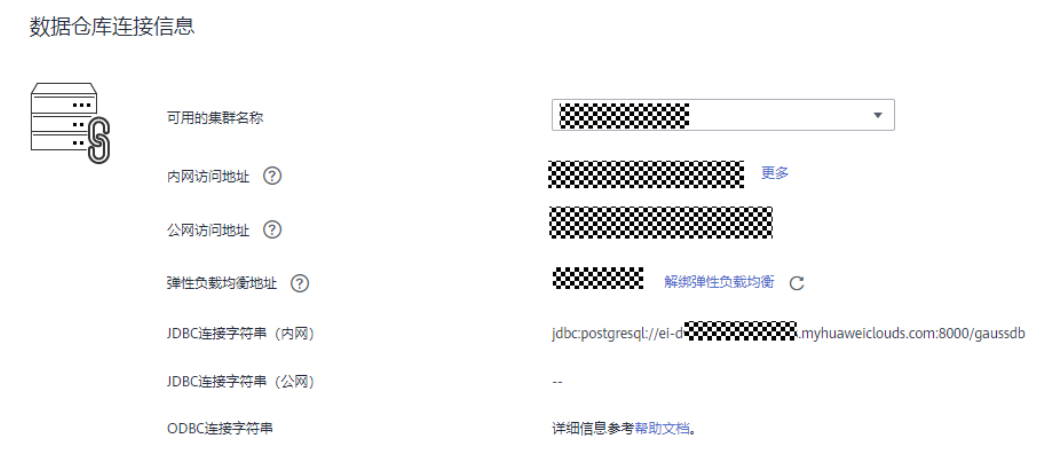 数据仓库连接信息
可用的集群名称
内网访问地址 ? 更多
公网访问地址 ?
弹性负载均衡地址 ? 解绑弹性负载均衡
JDBC连接字符串（内网） jdbc:postgresql://ei-d .myhuaweiclouds.com:8000/gaussdb
JDBC连接字符串（公网） --
ODBC连接字符串 详细信息参考帮助文档。